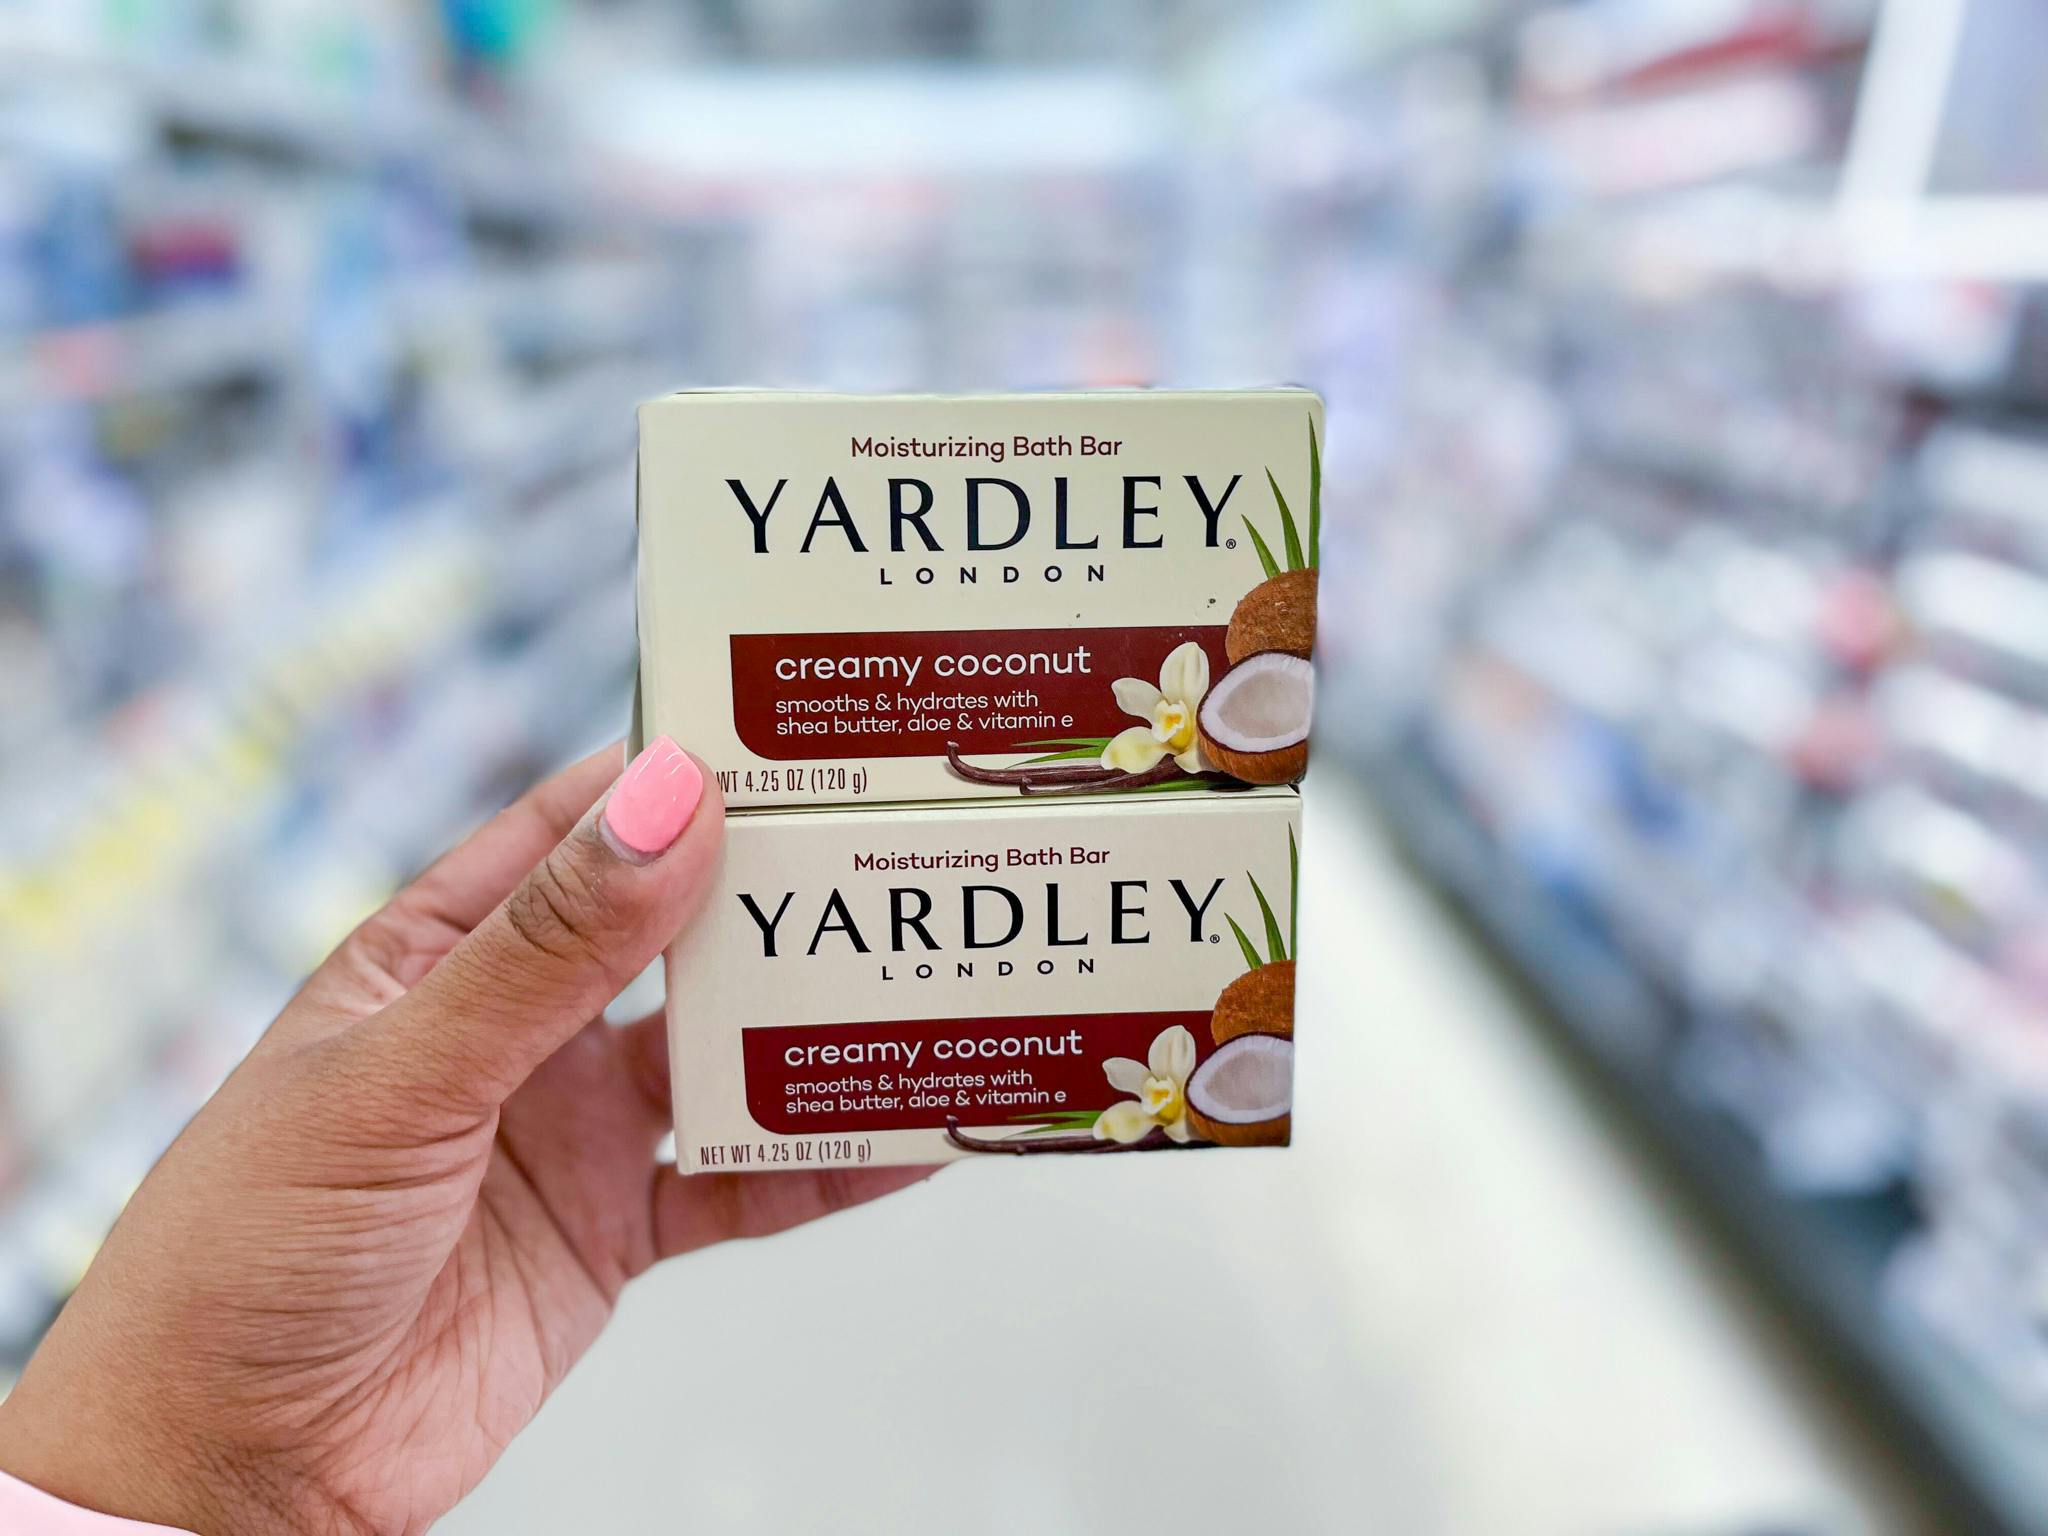 Moisturizing Bath Bar
YARDLEY®
LONDON
creamy coconut
smooths & hydrates with
shea butter, aloe & vitamin e
WT 4.25 OZ (120 g)
Moisturizing Bath Bar
YARDLEY®
LONDON
creamy coconut
smooths & hydrates with
shea butter, aloe & vitamin e
NET WT 4.25 OZ (120 g)